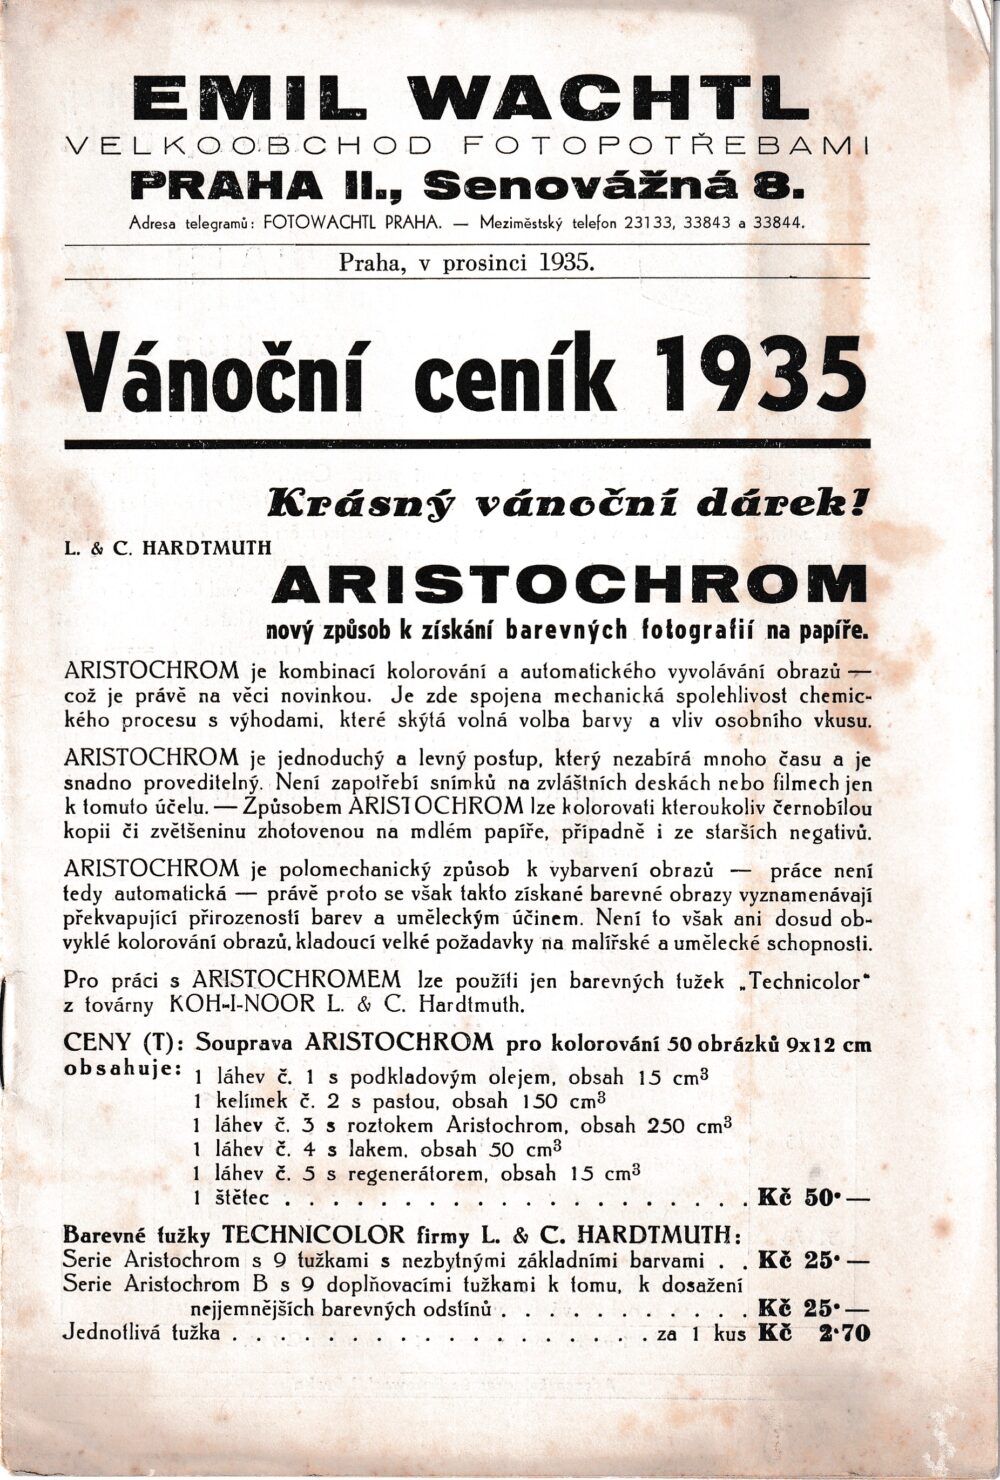 EMIL WACHTL
VELKOOBCHOD FOTOPOTŘEBAMI
PRAHA II., Senovážná 8.
Adresa telegramů: FOTOWACHTL PRAHA. — Meziměstský telefon 23133, 33843 a 33844.
Praha, v prosinci 1935.
Vánoční ceník 1935
Krásný vánoční dárek!
L. & C. HARDTMUTH
ARISTOCHROM
nový způsob k získání barevných fotografií na papíře.
ARISTOCHROM je kombinací kolorování a automatického vyvolávání obrazů —
což je právě na věci novinkou. Je zde spojena mechanická spolehlivost chemic-
kého procesu s výhodami, které skýtá volná volba barvy a vliv osobního vkusu.
ARISTOCHROM je jednoduchý a levný postup, který nezabírá mnoho času a je
snadno proveditelný. Není zapotřebí snímků na zvláštních deskách nebo filmech jen
k tomuto účelu. — Způsobem ARISTOCHROM lze kolorovati kteroukoliv černobílou
kopii či zvětšeninu zhotovenou na mdlém papíře, případně i ze starších negativů.
ARISTOCHROM je polomechanický způsob k vybarvení obrazů — práce není
tedy automatická — právě proto se však takto získané barevné obrazy vyznamenávají
překvapující přirozeností barev a uměleckým účinem. Není to však ani dosud ob-
vyklé kolorování obrazů, kladoucí velké požadavky na malířské a umělecké schopnosti.
Pro práci s ARISTOCHROMEM lze použíti jen barevných tužek „Technicolor“
z továrny KOH-I-NOOR L. & C. Hardtmuth.
CENY (T): Souprava ARISTOCHROM pro kolorování 50 obrázků 9x12 cm
obsahuje:
1 láhev č. 1 s podkladovým olejem, obsah 15 cm³
1 kelímek č. 2 s pastou, obsah 150 cm³
1 láhev č. 3 s roztokem Aristochrom, obsah 250 cm³
1 láhev č. 4 s lakem, obsah 50 cm³
1 láhev č. 5 s regenerátorem, obsah 15 cm³
1 štětec . . . . . . . . . . . . . . . . . . . . . . Kč 50·—
Barevné tužky TECHNICOLOR firmy L. & C. HARDTMUTH:
Serie Aristochrom s 9 tužkami s nezbytnými základními barvami . . Kč 25·—
Serie Aristochrom B s 9 doplňovacími tužkami k tomu, k dosažení
nejjemnějších barevných odstínů . . . . . . . . . . . Kč 25·—
Jednotlivá tužka . . . . . . . . . . . . . . . . . . za 1 kus Kč 2·70